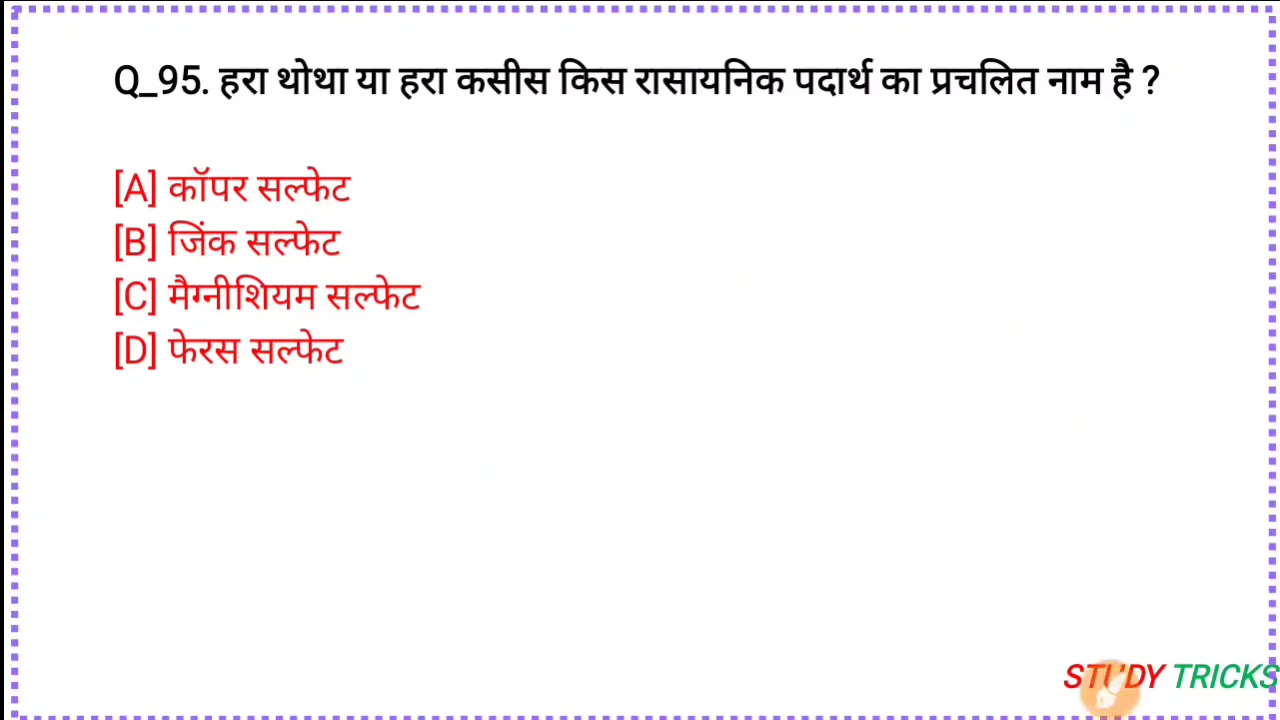 Q_95. हरा थोथा या हरा कसीस किस रासायनिक पदार्थ का प्रचलित नाम है ?
[A] कॉपर सल्फेट
[B] जिंक सल्फेट
[C] मैग्नीशियम सल्फेट
[D] फेरस सल्फेट
STUDY TRICKS